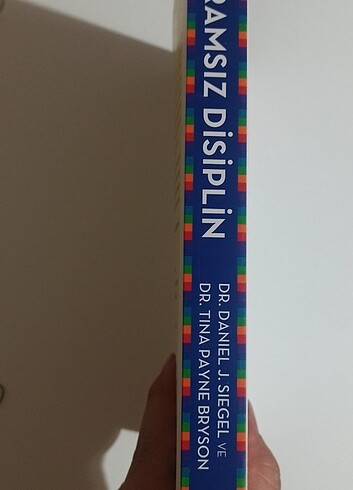 RAMSIZ DİSİPLİN
DR. DANIEL J. SIEGEL VE
DR. TINA PAYNE BRYSON